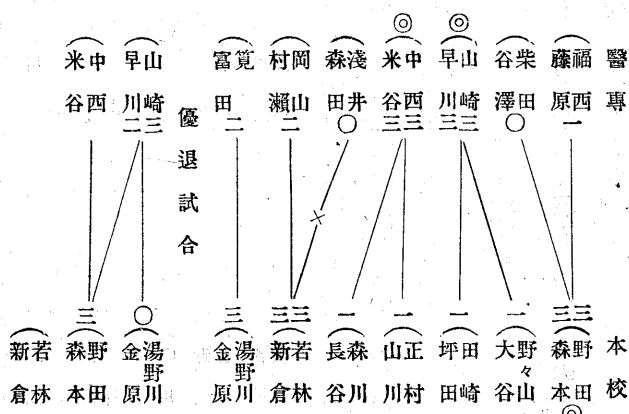 醫專
福西
藤原
一
柴田
谷澤
〇
◎
山崎
早川
三三
◎
中西
米谷
三三
淺井
森田
〇
岡山
村瀨
二
筧
富田
二
本校
三三
野田
森本
◎
一
野々山
大谷
一
田崎
坪田
一
正村
山川
一
森川
長谷
三三
若林
新倉
三
湯野川
金原
優退試合
山崎
早川
三二
中西
米谷
〇
湯野川
金原
三
野田
森本
若林
新倉